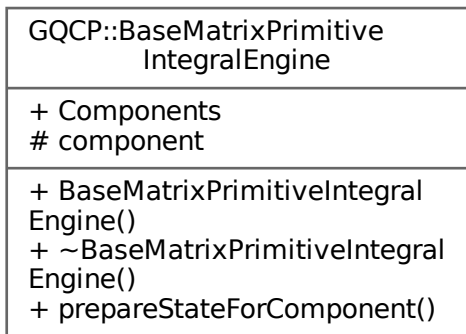 GQCP::BaseMatrixPrimitive
IntegralEngine
+ Components
# component
+ BaseMatrixPrimitiveIntegral
Engine()
+ ~BaseMatrixPrimitiveIntegral
Engine()
+ prepareStateForComponent()